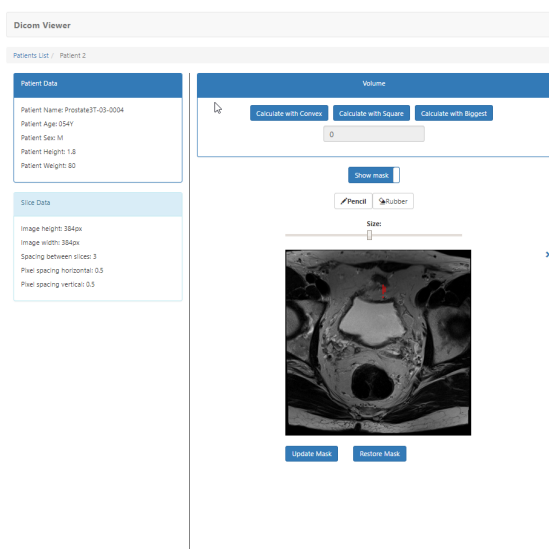 Dicom Viewer
Patients List / Patient 2
Patient Data
Patient Name: Prostate3T-03-0004
Patient Age: 054Y
Patient Sex: M
Patient Height: 1.8
Patient Weight: 80
Slice Data
Image height: 384px
Image width: 384px
Spacing between slices: 3
Pixel spacing horizontal: 0.5
Pixel spacing vertical: 0.5
Volume
Calculate with Convex Calculate with Square Calculate with Biggest
0
Show mask
Pencil Rubber
Size:
Update Mask Restore Mask